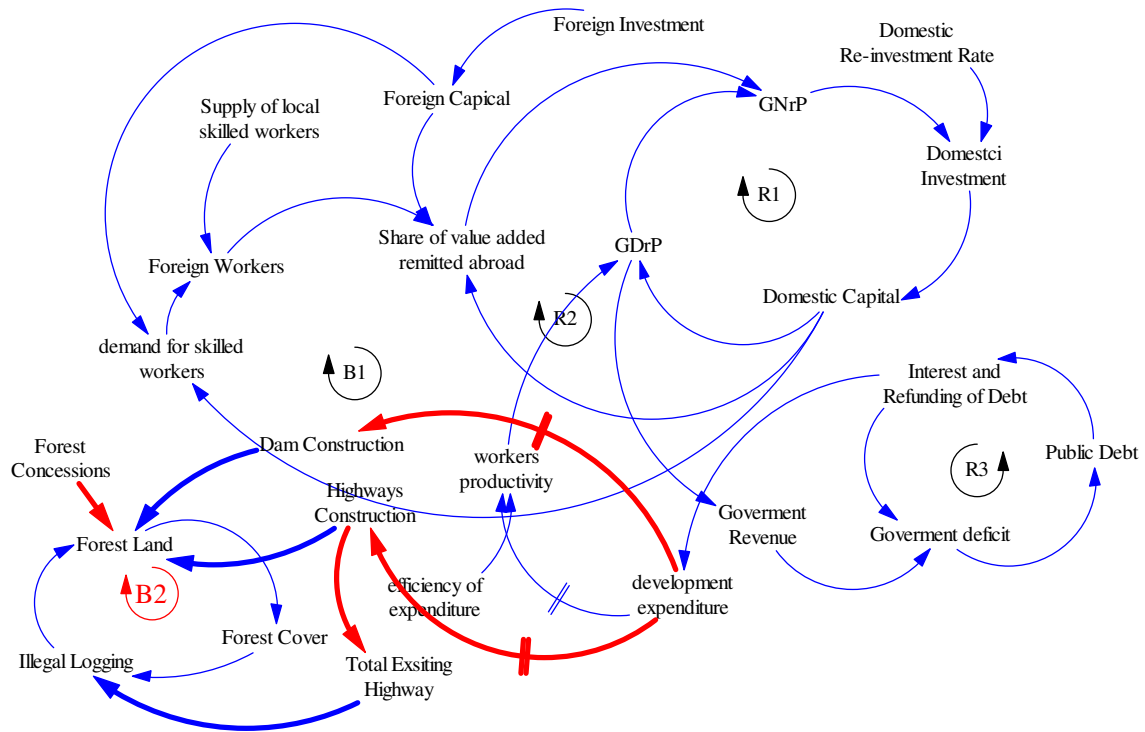 Foreign Investment
Domestic
Re-investment Rate
Foreign Capical
GNrP
Supply of local
skilled workers
Domestci
Investment
R1
Share of value added
remitted abroad
GDrP
Foreign Workers
Domestic Capital
R2
demand for skilled
workers
B1
Interest and
Refunding of Debt
Dam Construction
Forest
Concessions
workers
productivity
Public Debt
R3
Highways
Construction
Goverment
Revenue
Goverment deficit
Forest Land
efficiency of
expenditure
development
expenditure
B2
Forest Cover
Illegal Logging
Total Exsiting
Highway